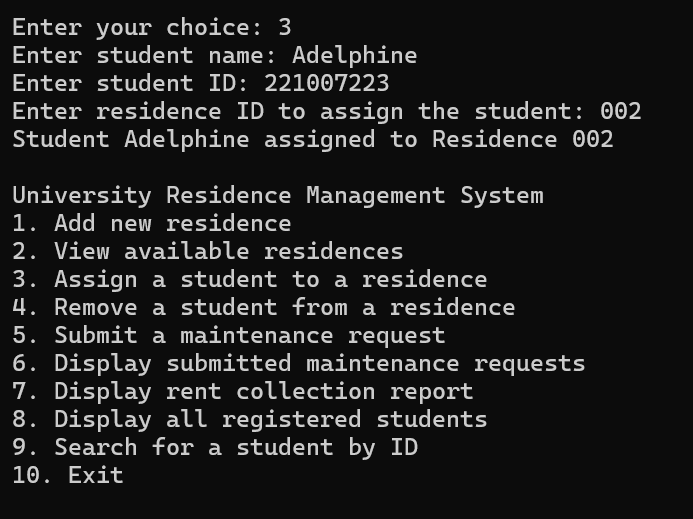 Enter your choice: 3
Enter student name: Adelphine
Enter student ID: 221007223
Enter residence ID to assign the student: 002
Student Adelphine assigned to Residence 002
University Residence Management System
1. Add new residence
2. View available residences
3. Assign a student to a residence
4. Remove a student from a residence
5. Submit a maintenance request
6. Display submitted maintenance requests
7. Display rent collection report
8. Display all registered students
9. Search for a student by ID
10. Exit